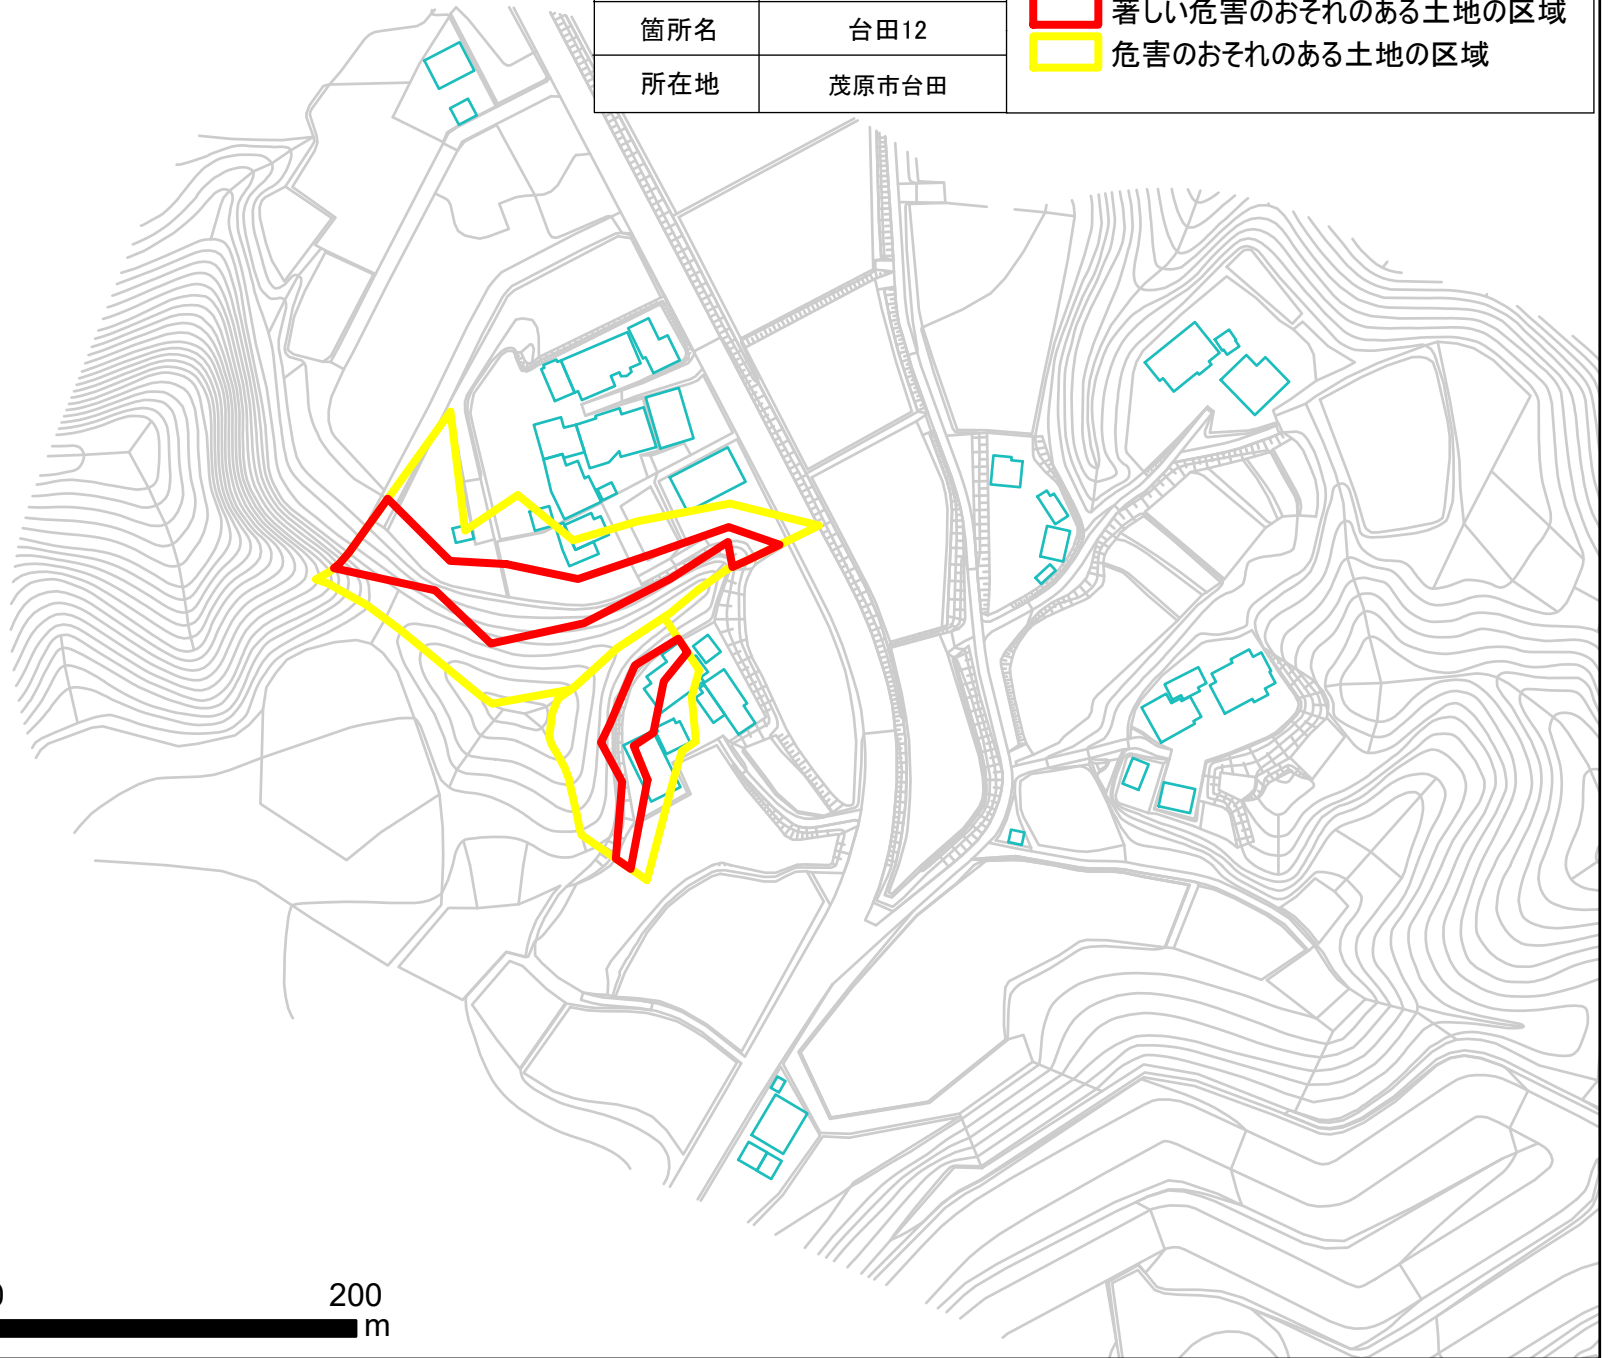 著しい危害のおそれのある土地の区域
箇所名 台田12
危害のおそれのある土地の区域
所在地 茂原市台田
0 200
m